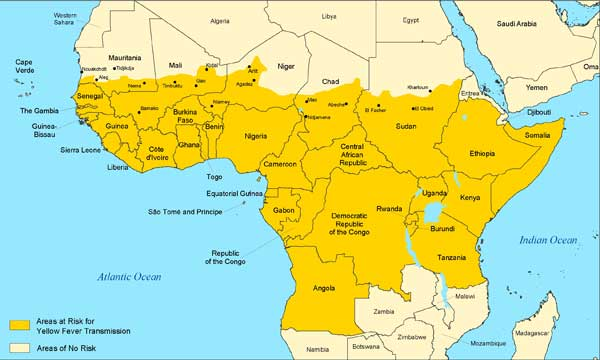 Western
Sahara
Algeria
Libya
Egypt
Saudi Arabia
Oman
Yemen
Cape
Verde
Mauritania
Nouakchott
Tidjikja
Aleg
Nema
Mali
Kidal
Timbuktu
Gao
Niger
Arlit
Agadez
Niamey
Chad
Mao
Abeche
Ndjamena
Khartoum
El Fasher
El Obeid
Sudan
Eritrea
Djibouti
Somalia
Ethiopia
Senegal
The Gambia
Guinea-
Bissau
Guinea
Sierra Leone
Liberia
Bamako
Burkina
Faso
Côte
d'Ivoire
Ghana
Benin
Togo
Nigeria
Cameroon
Central
African
Republic
Equatorial Guinea
São Tomé and Principe
Gabon
Republic
of the Congo
Democratic
Republic
of the Congo
Uganda
Kenya
Rwanda
Burundi
Tanzania
Angola
Zambia
Malawi
Zimbabwe
Mozambique
Madagascar
Namibia
Botswana
Atlantic Ocean
Indian Ocean
Areas at Risk for
Yellow Fever Transmission
Areas of No Risk